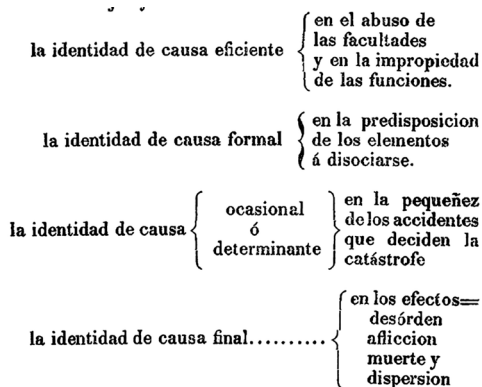 en el abuso de
las facultades
la identidad de causa eficiente
y en la impropiedad
de las funciones.
en la predisposicion
la identidad de causa formal de los elementos
á disociarse.
ocasional
la identidad de causa ó
determinante
en la pequeñez
de los accidentes
que deciden la
catástrofe
en los efectos=
desórden
la identidad de causa final.......... afliccion
muerte y
dispersion